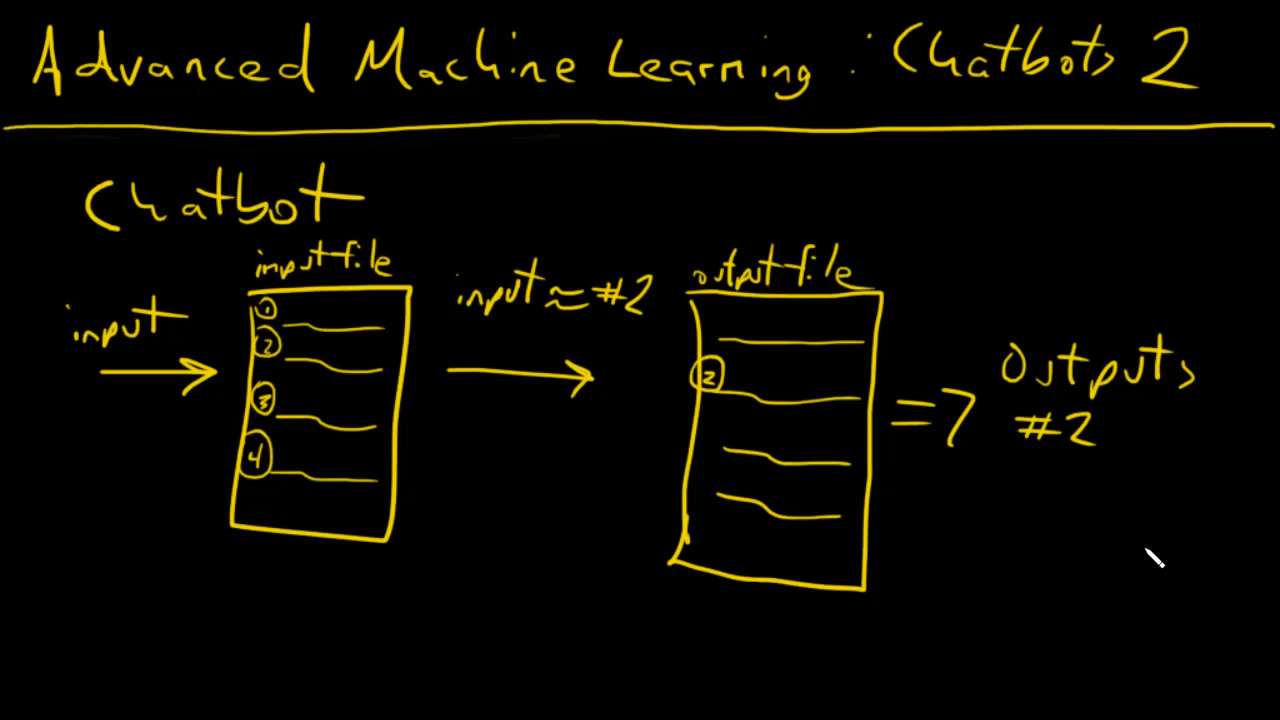 Advanced Machine Learning : Chatbots 2
Chatbot
input
input file
1
2
3
4
input ≈ #2
output file
2
=> Outputs
#2